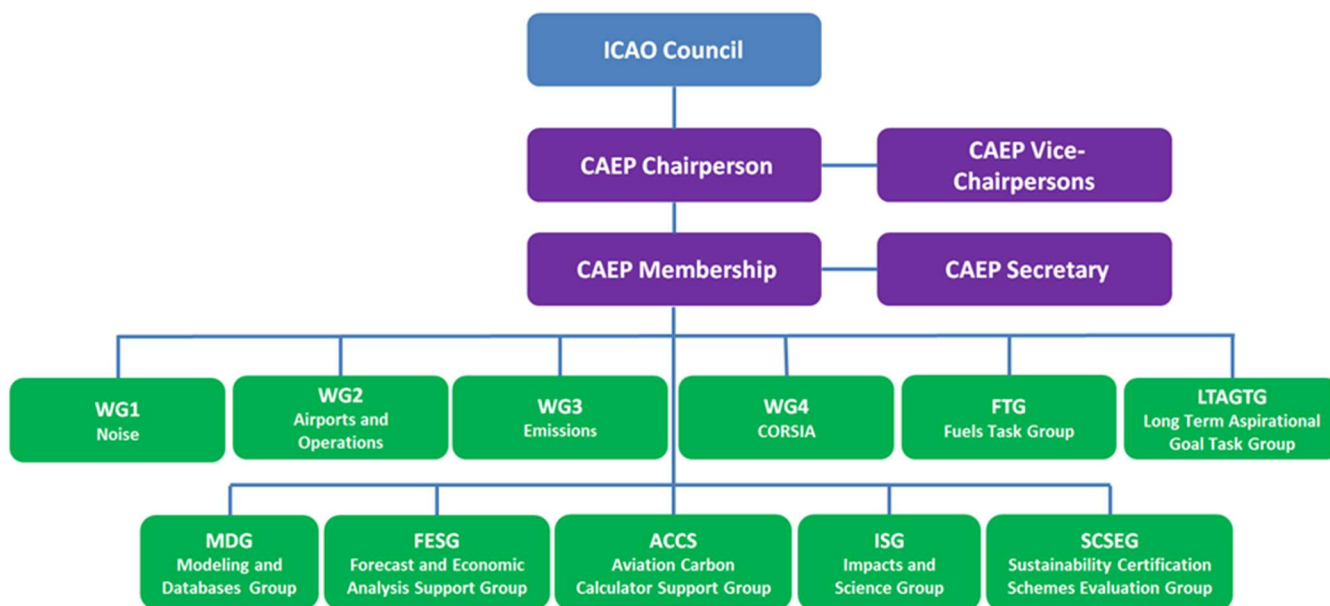 ICAO Council
CAEP Chairperson
CAEP Vice-
Chairpersons
CAEP Membership
CAEP Secretary
WG1
Noise
WG2
Airports and
Operations
WG3
Emissions
WG4
CORSIA
FTG
Fuels Task Group
LTAGTG
Long Term Aspirational
Goal Task Group
MDG
Modeling and
Databases Group
FESG
Forecast and Economic
Analysis Support Group
ACCS
Aviation Carbon
Calculator Support Group
ISG
Impacts and
Science Group
SCSEG
Sustainability Certification
Schemes Evaluation Group